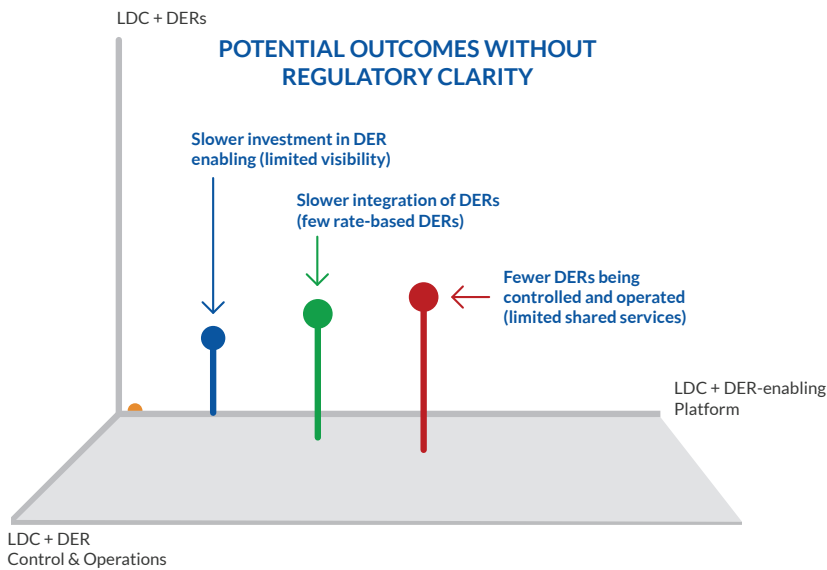 LDC + DERs
POTENTIAL OUTCOMES WITHOUT
REGULATORY CLARITY
Slower investment in DER
enabling (limited visibility)
Slower integration of DERs
(few rate-based DERs)
Fewer DERs being
controlled and operated
(limited shared services)
LDC + DER-enabling
Platform
LDC + DER
Control & Operations